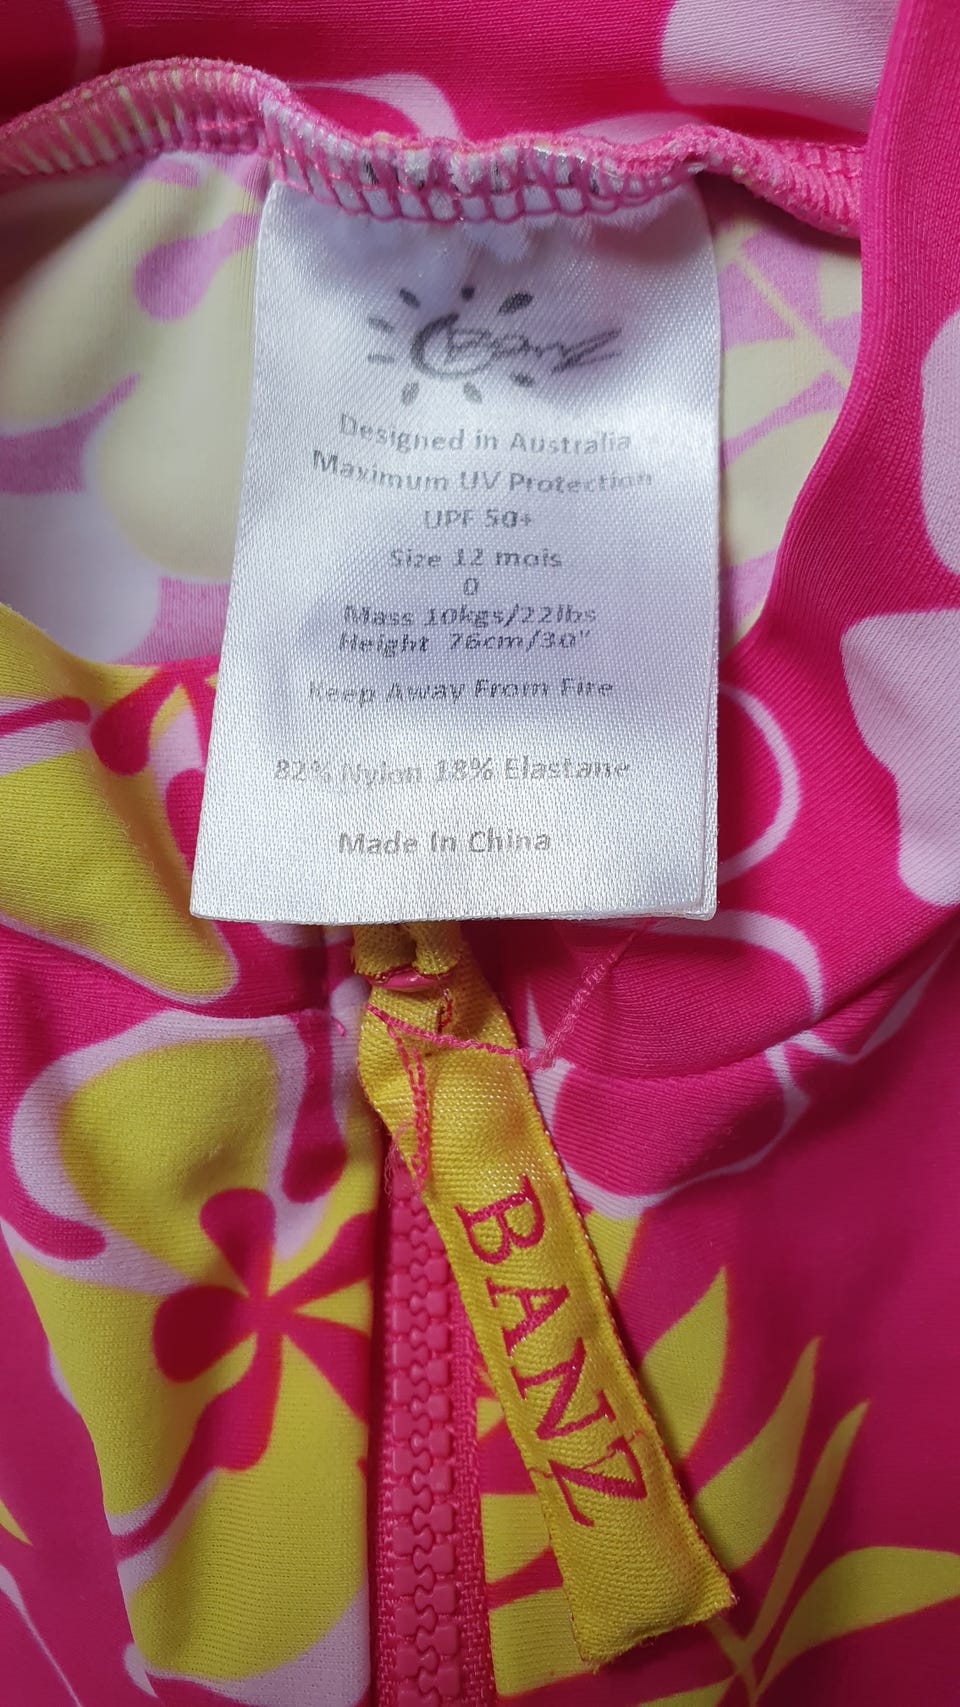 Banz
Designed in Australia
Maximum UV Protection
UPF 50+
Size 12 mois
0
Mass 10kgs/22lbs
Height 76cm/30"
Keep Away From Fire
82% Nylon 18% Elastane
Made In China
BANZ